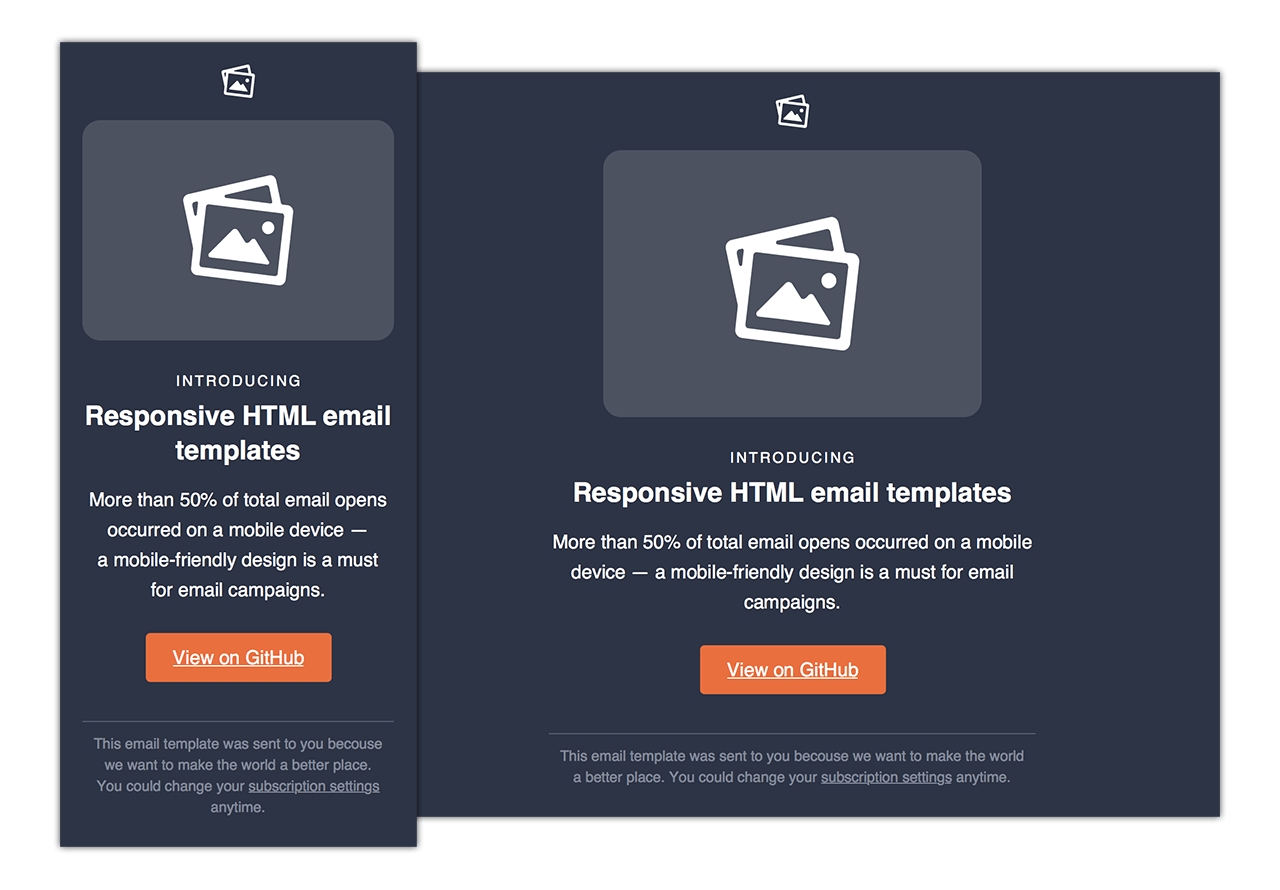 INTRODUCING
Responsive HTML email
templates
More than 50% of total email opens
occurred on a mobile device —
a mobile-friendly design is a must
for email campaigns.
View on GitHub
This email template was sent to you becouse
we want to make the world a better place.
You could change your subscription settings
anytime.
INTRODUCING
Responsive HTML email templates
More than 50% of total email opens occurred on a mobile
device — a mobile-friendly design is a must for email
campaigns.
View on GitHub
This email template was sent to you becouse we want to make the world
a better place. You could change your subscription settings anytime.